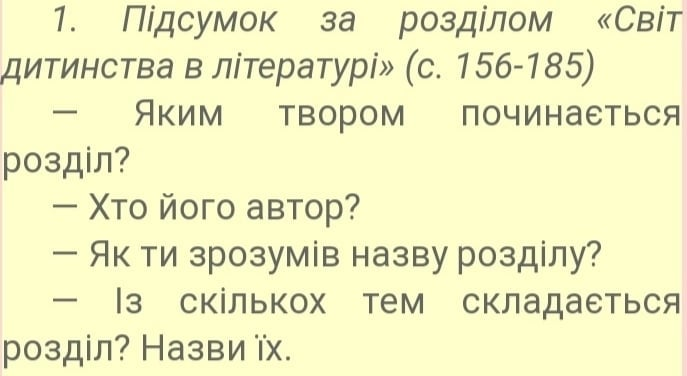 1. Підсумок за розділом «Світ
дитинства в літературі» (с. 156-185)
— Яким твором починається
розділ?
— Хто його автор?
— Як ти зрозумів назву розділу?
— Із скількох тем складається
розділ? Назви їх.